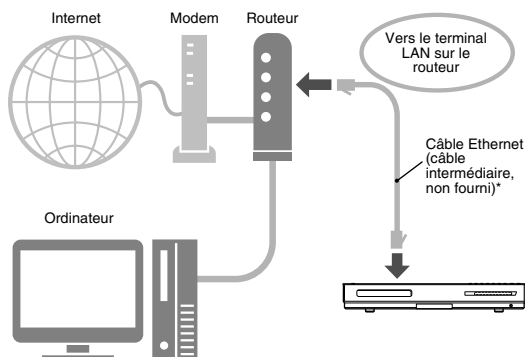 Internet
Modem
Routeur
Vers le terminal
LAN sur le
routeur
Câble Ethernet
(câble
intermédiaire,
non fourni)*
Ordinateur